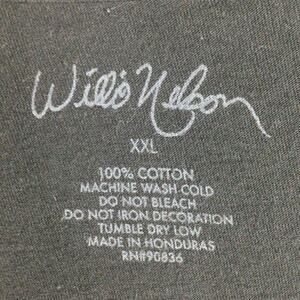 Willie Nelson
XXL
100% COTTON
MACHINE WASH COLD
DO NOT BLEACH
DO NOT IRON DECORATION
TUMBLE DRY LOW
MADE IN HONDURAS
RN#90836